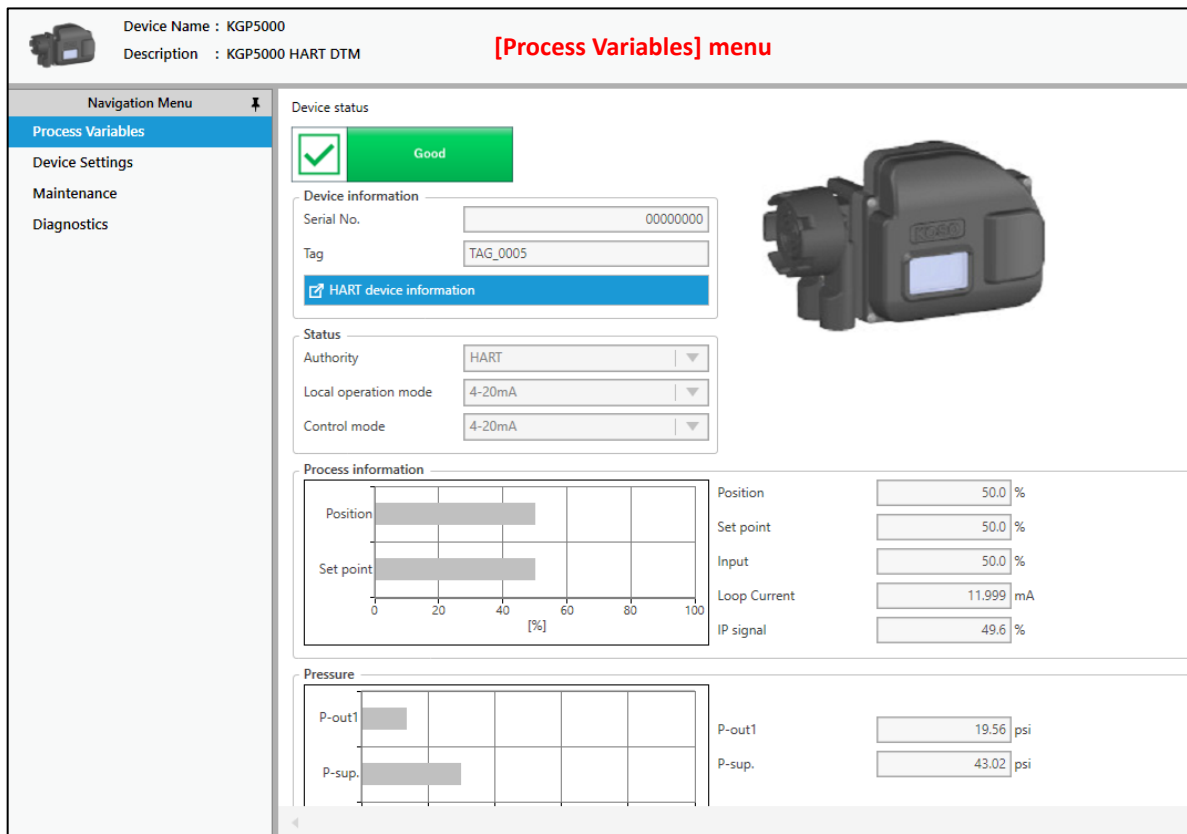 Device Name : KGP5000
Description : KGP5000 HART DTM
[Process Variables] menu
Navigation Menu
Process Variables
Device Settings
Maintenance
Diagnostics
Device status
Good
Device information
Serial No. 00000000
Tag TAG_0005
HART device information
KOSO
Status
Authority HART
Local operation mode 4-20mA
Control mode 4-20mA
Process information
Position
Set point
0 20 40 60 80 100
[%]
Position 50.0 %
Set point 50.0 %
Input 50.0 %
Loop Current 11.999 mA
IP signal 49.6 %
Pressure
P-out1
P-sup.
P-out1 19.56 psi
P-sup. 43.02 psi